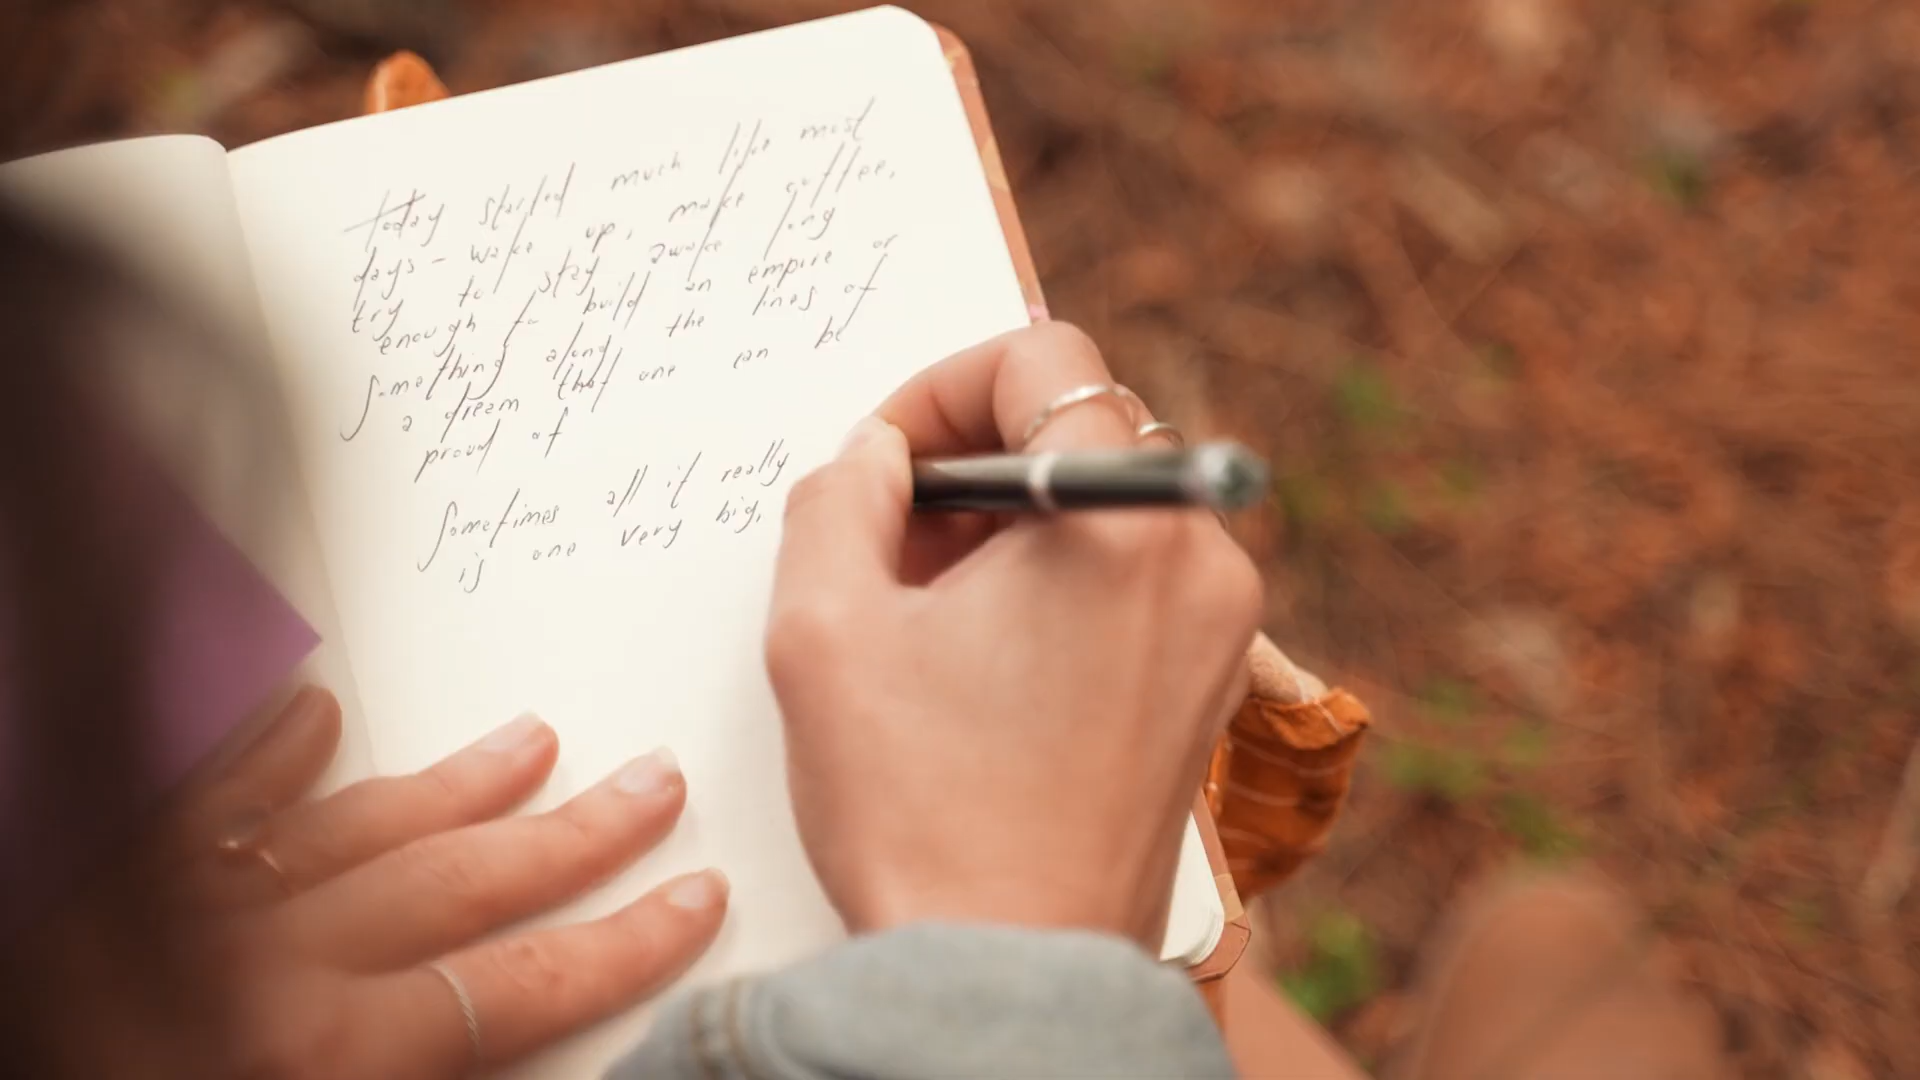 Today started much like most
days - wake up, make coffee,
try to stay awake long
enough to build an empire or
something along the lines of
a dream that one can be
proud of
Sometimes all it really
is one very big,